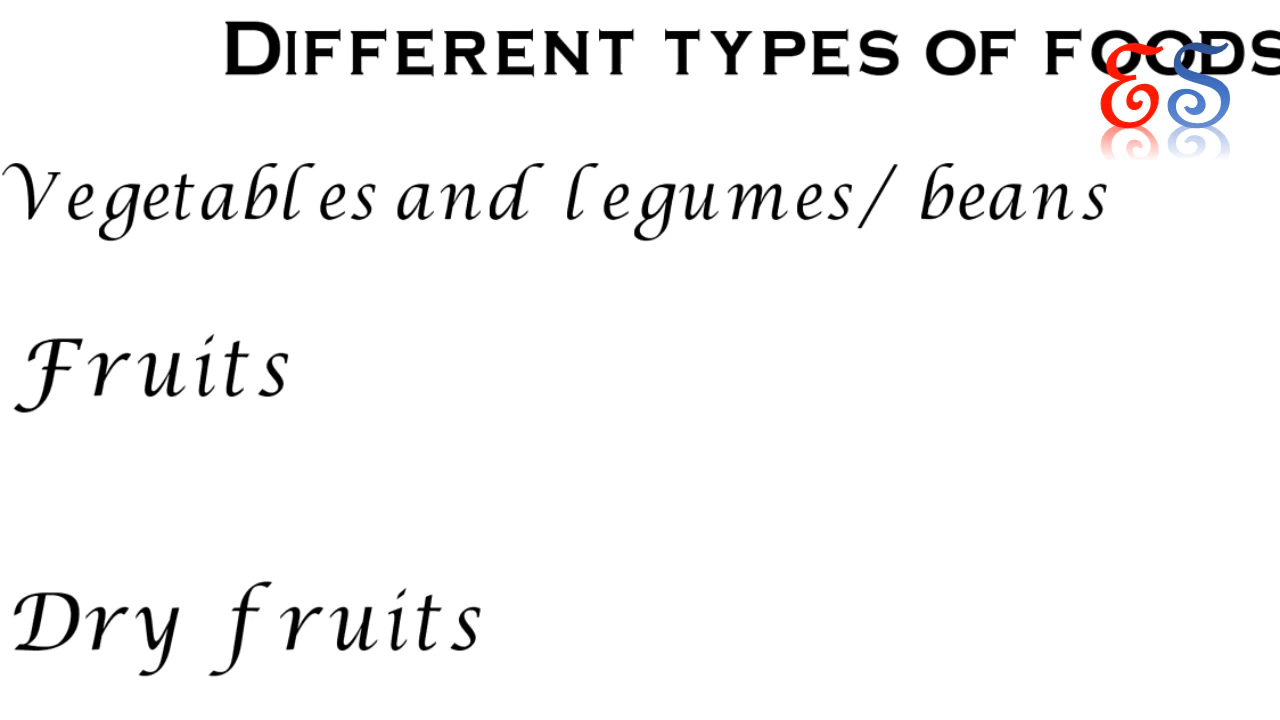 Different types of foods
ES
Vegetables and legumes/ beans
Fruits
Dry fruits